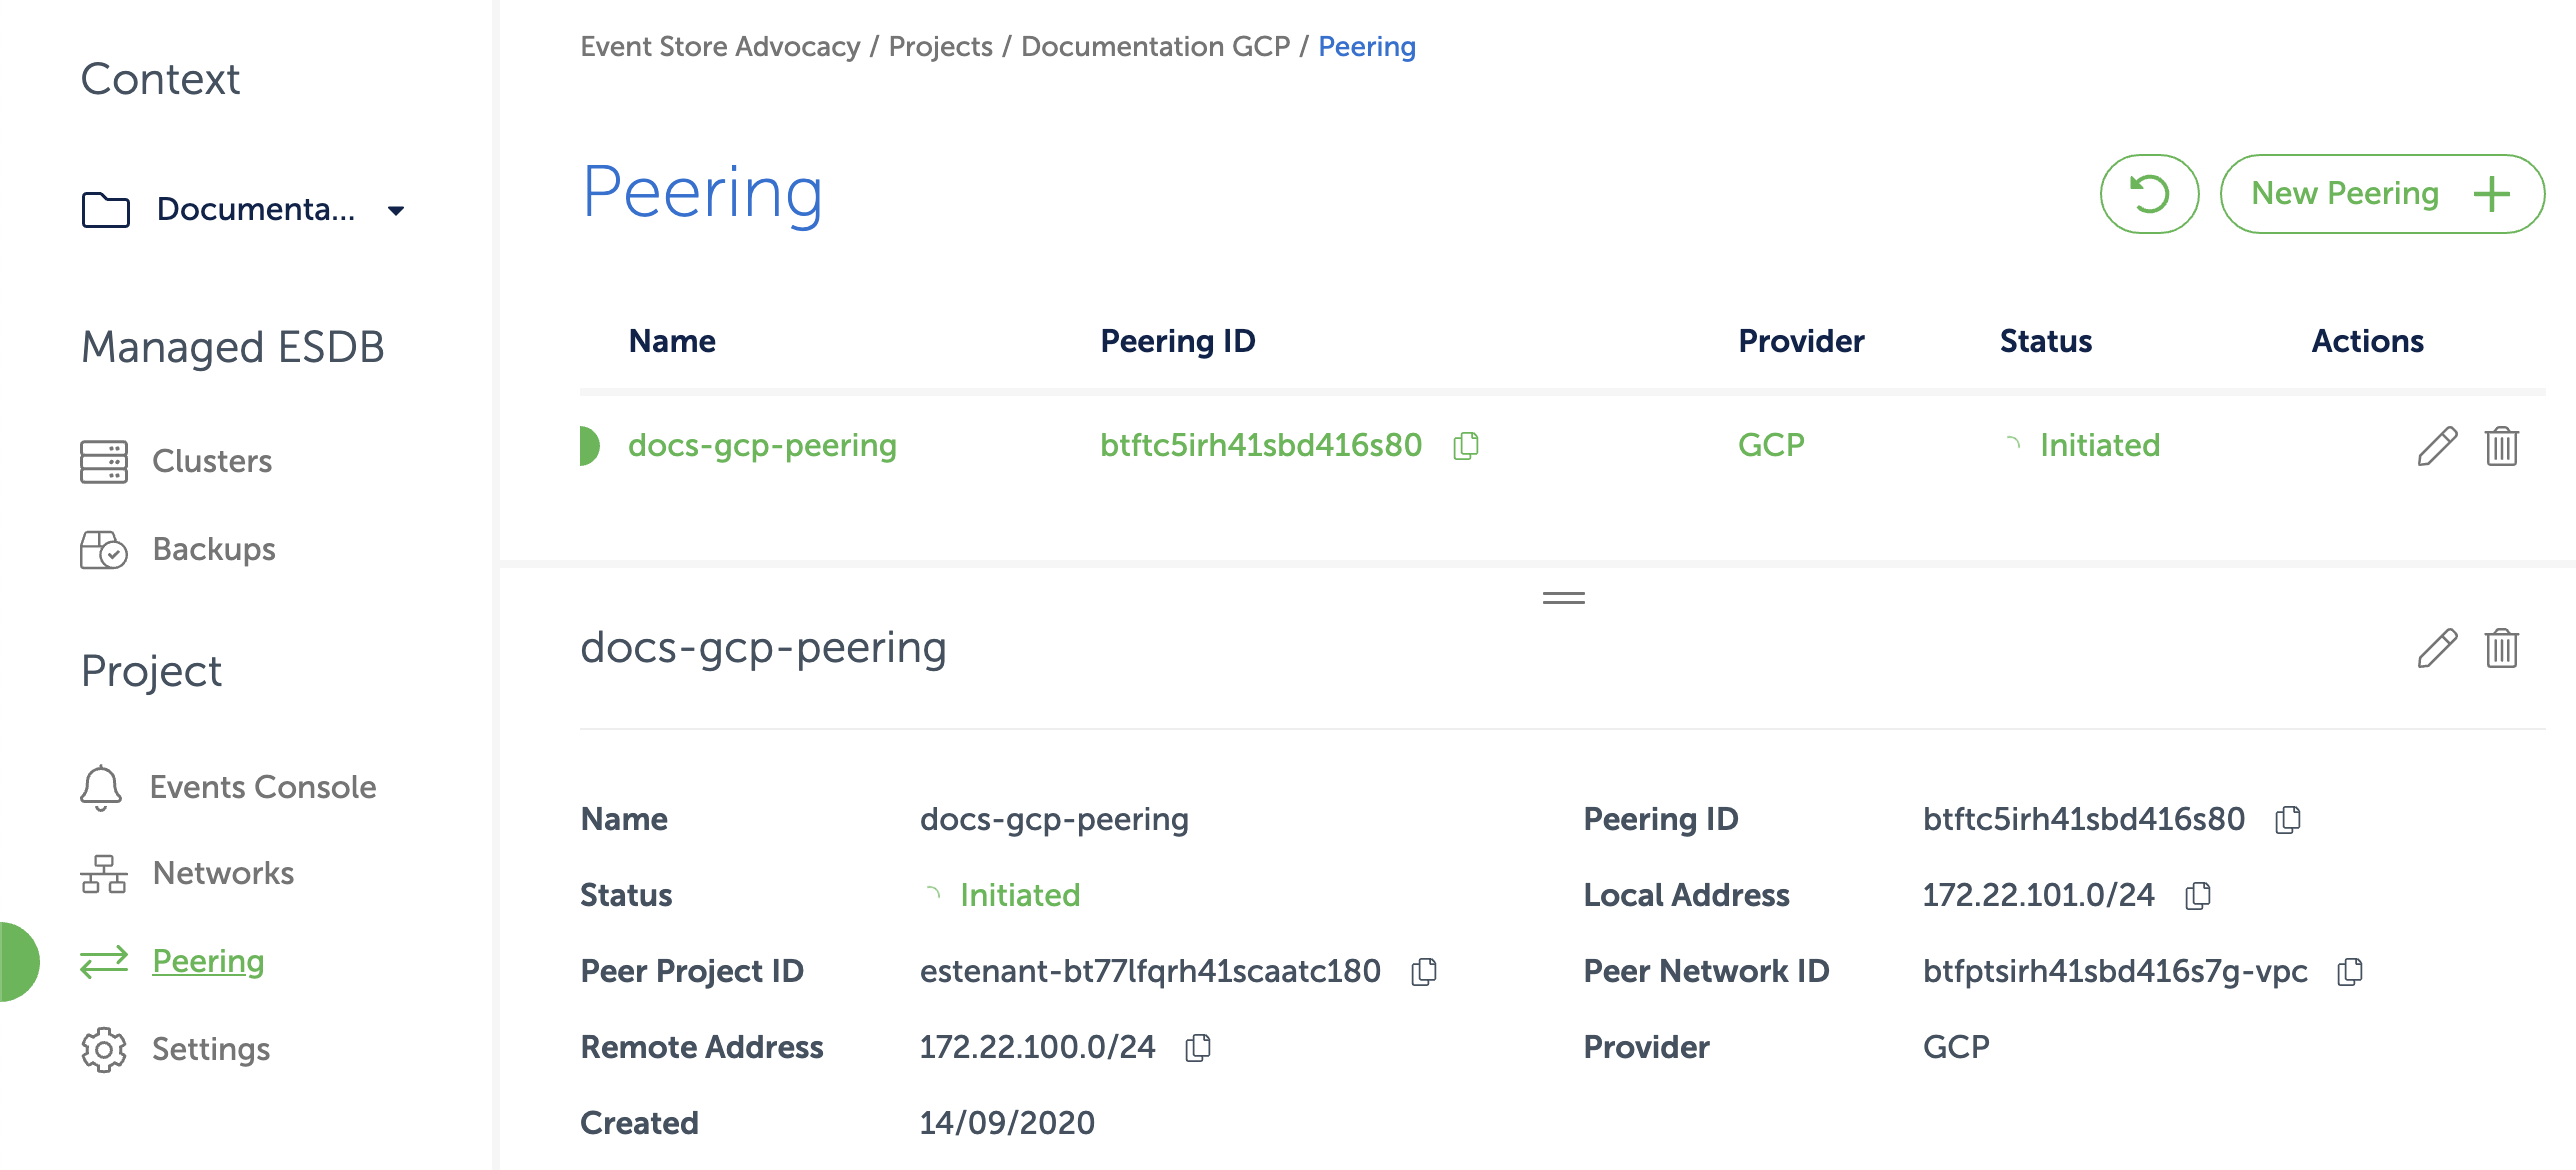 Context
Documenta...
Managed ESDB
Clusters
Backups
Project
Events Console
Networks
Peering
Settings
Event Store Advocacy / Projects / Documentation GCP / Peering
Peering
New Peering
Name Peering ID Provider Status Actions
docs-gcp-peering btftc5irh41sbd416s80 GCP Initiated
docs-gcp-peering
Name docs-gcp-peering Peering ID btftc5irh41sbd416s80
Status Initiated Local Address 172.22.101.0/24
Peer Project ID estenant-bt77lfqrh41scaatc180 Peer Network ID btfptsirh41sbd416s7g-vpc
Remote Address 172.22.100.0/24 Provider GCP
Created 14/09/2020